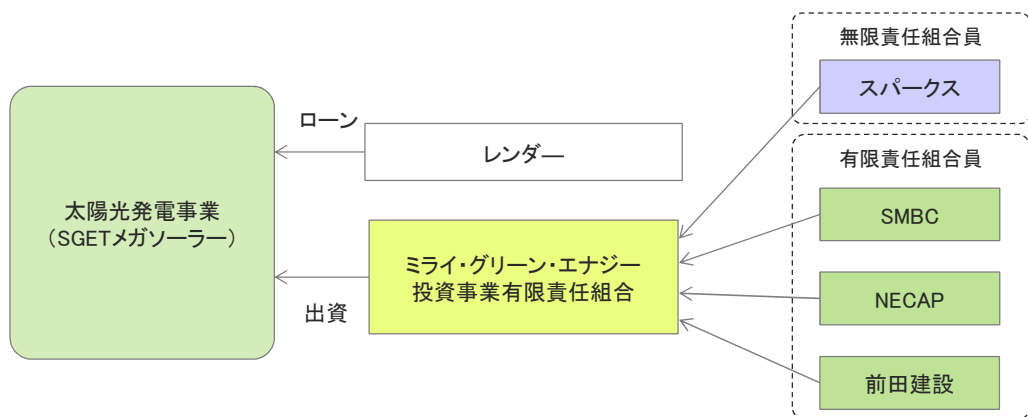 太陽光発電事業
（SGETメガソーラー）
ローン
レンダ―
ミライ・グリーン・エナジー
投資事業有限責任組合
出資
無限責任組合員
スパークス
有限責任組合員
SMBC
NECAP
前田建設